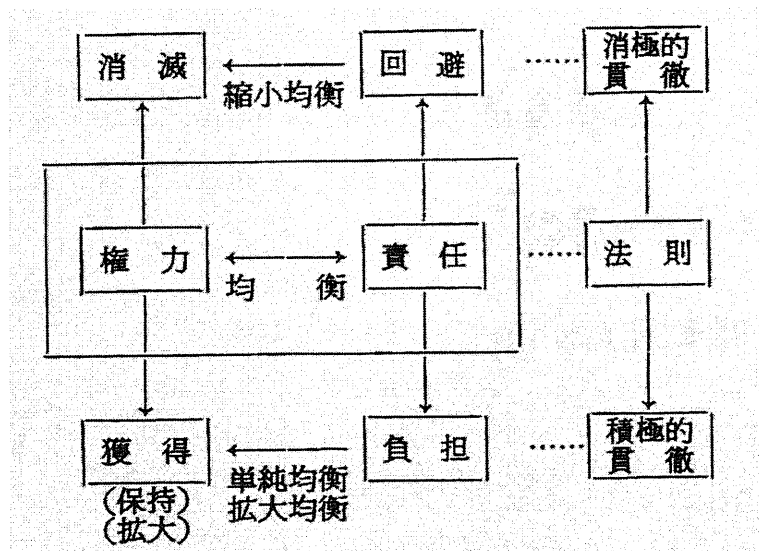 消滅
回避
消極的
貫徹
縮小均衡
権力
責任
法則
均衡
獲得
負担
積極的
貫徹
(保持)
(拡大)
単純均衡
拡大均衡